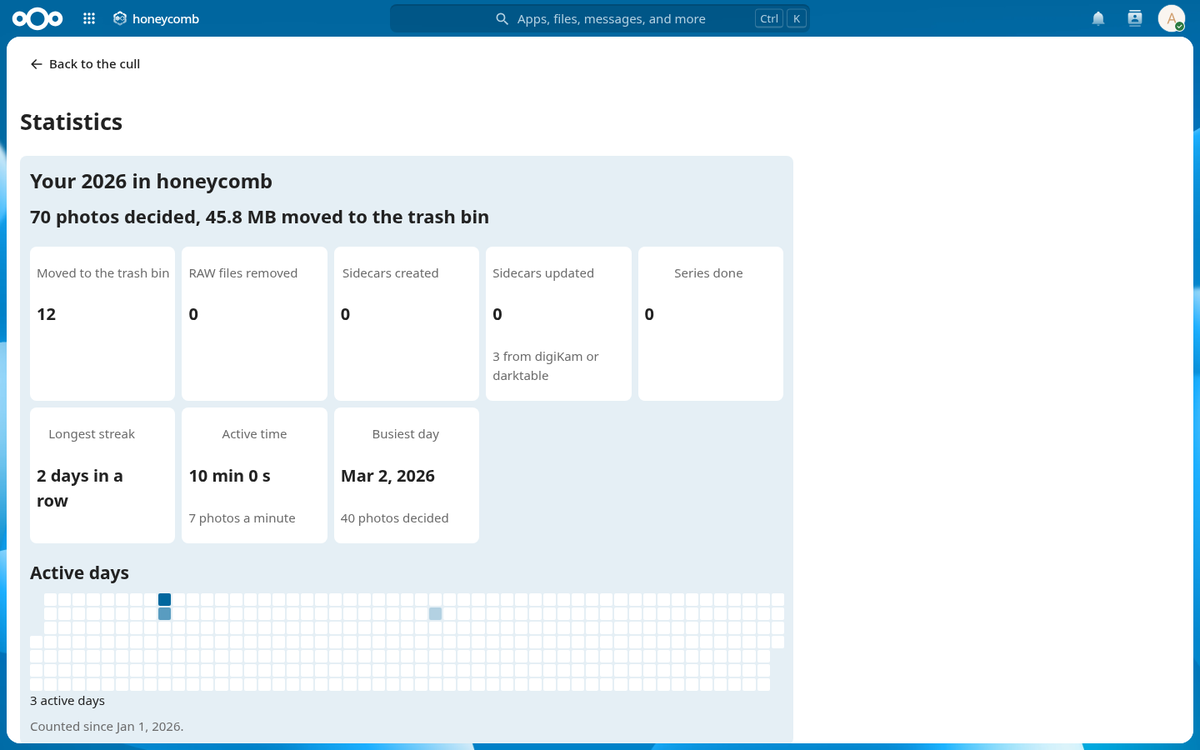 honeycomb
Apps, files, messages, and more
Ctrl K
A
Back to the cull
Statistics
Your 2026 in honeycomb
70 photos decided, 45.8 MB moved to the trash bin
Moved to the trash bin
12
RAW files removed
0
Sidecars created
0
Sidecars updated
0
3 from digiKam or
darktable
Series done
0
Longest streak
2 days in a
row
Active time
10 min 0 s
7 photos a minute
Busiest day
Mar 2, 2026
40 photos decided
Active days
3 active days
Counted since Jan 1, 2026.